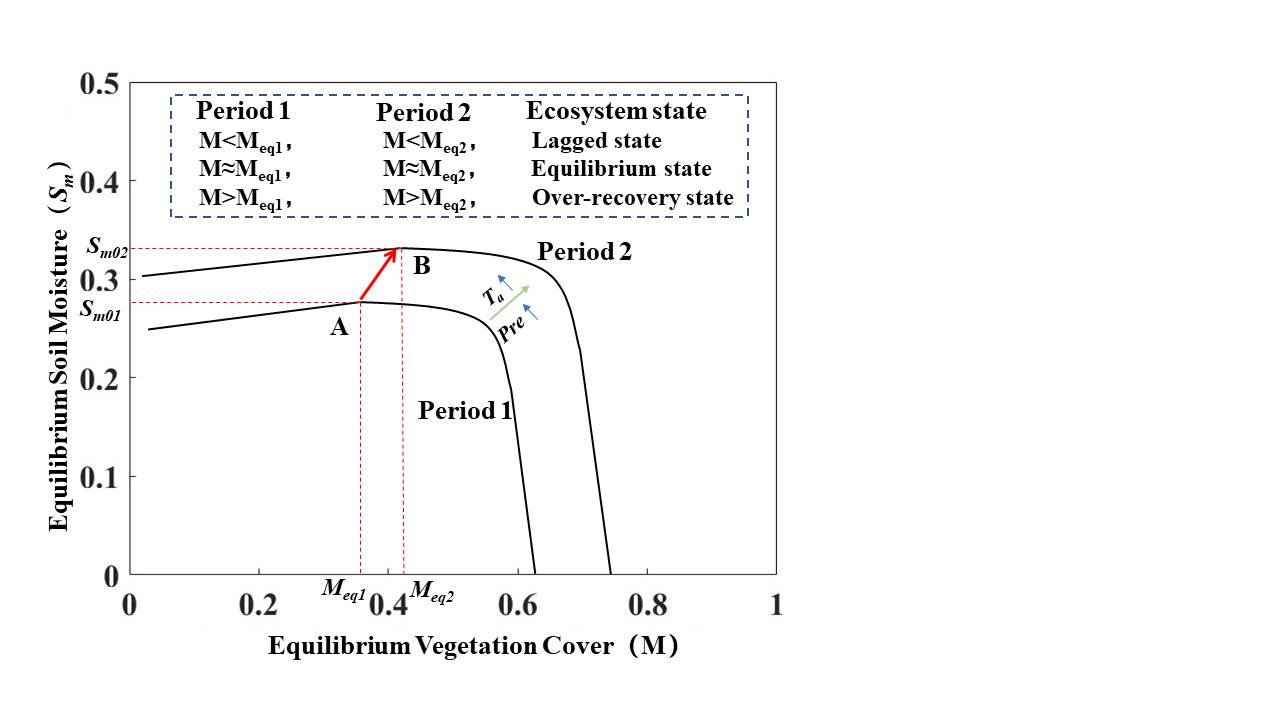 0.5
Period 1 Period 2 Ecosystem state
M<Meq1, M<Meq2, Lagged state
M≈Meq1, M≈Meq2, Equilibrium state
M>Meq1, M>Meq2, Over-recovery state
0.4
Sm02
Period 2
B
0.3
Ta
Sm01
A
Pre
0.2
Period 1
0.1
0
Meq1 Meq2
0 0.2 0.4 0.6 0.8 1
Equilibrium Vegetation Cover (M)
Equilibrium Soil Moisture (Sm)